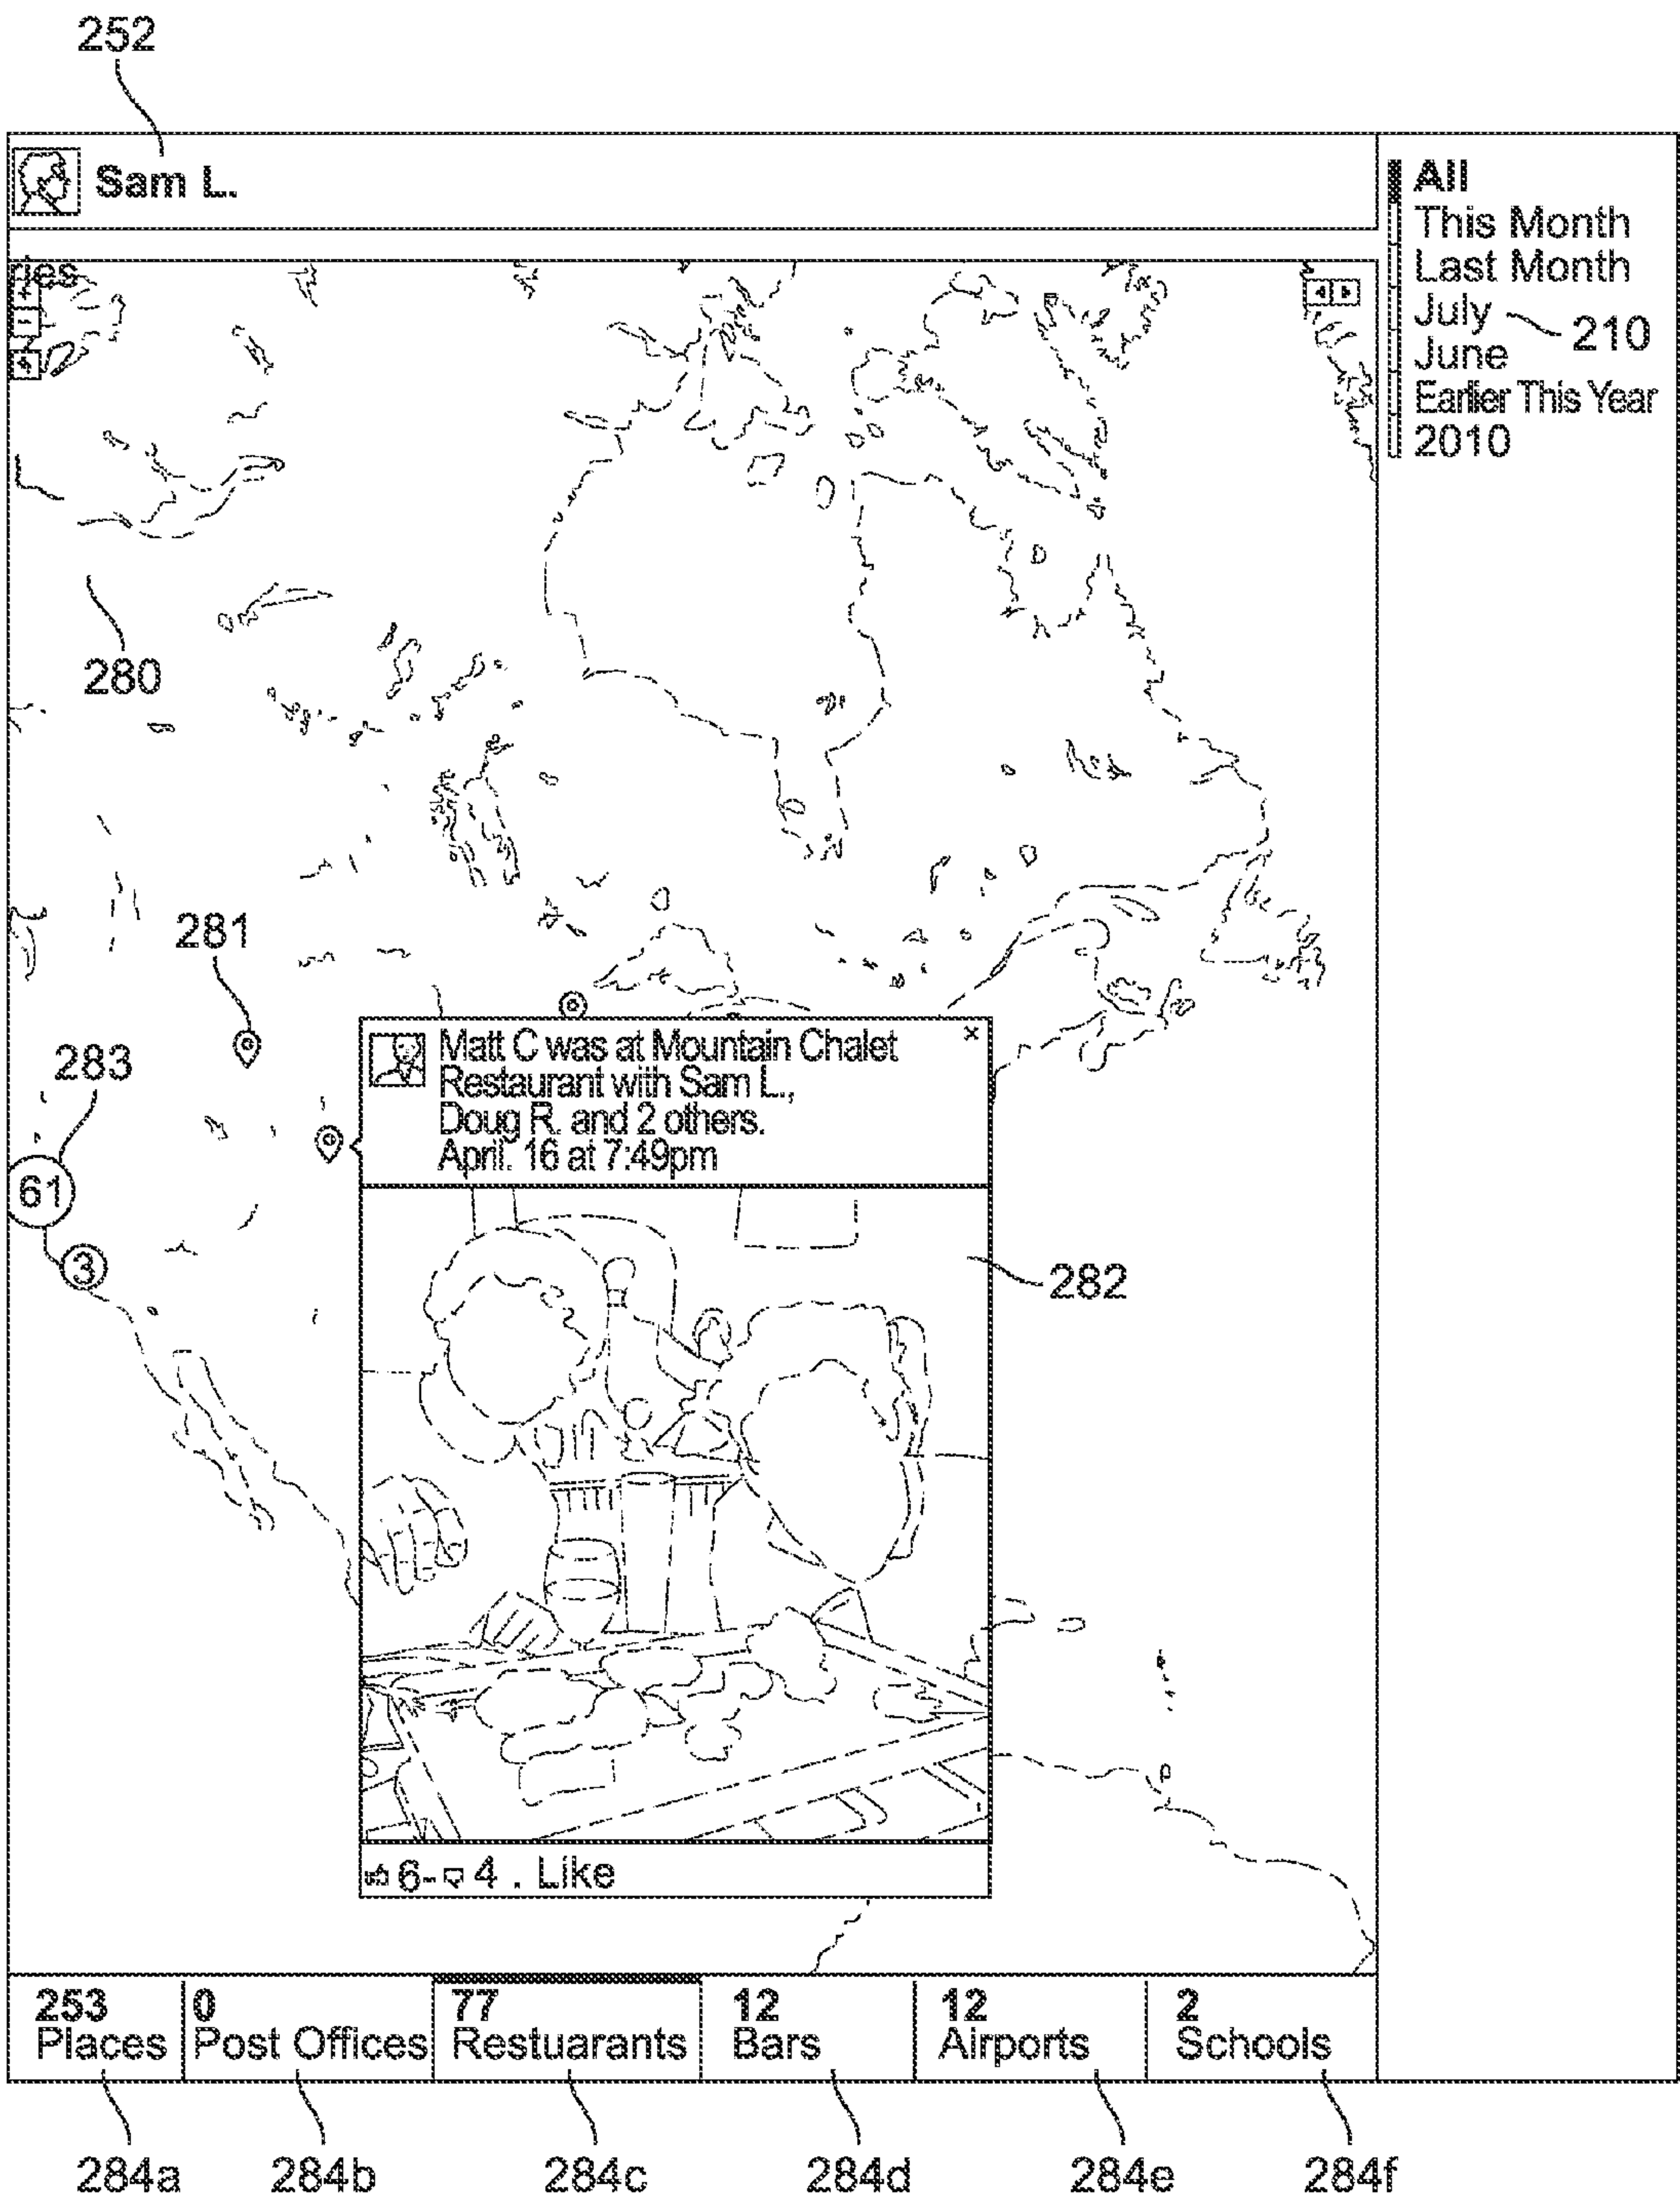 252
Sam L.
All
This Month
Last Month
July
210
June
Earlier This Year
2010
ries
280
281
283
61
3
Matt C was at Mountain Chalet
Restaurant with Sam L.,
Doug R. and 2 others.
April. 16 at 7:49pm
×
282
6-
4 . Like
253
Places
0
Post Offices
77
Restuarants
12
Bars
12
Airports
2
Schools
284a
284b
284c
284d
284e
284f